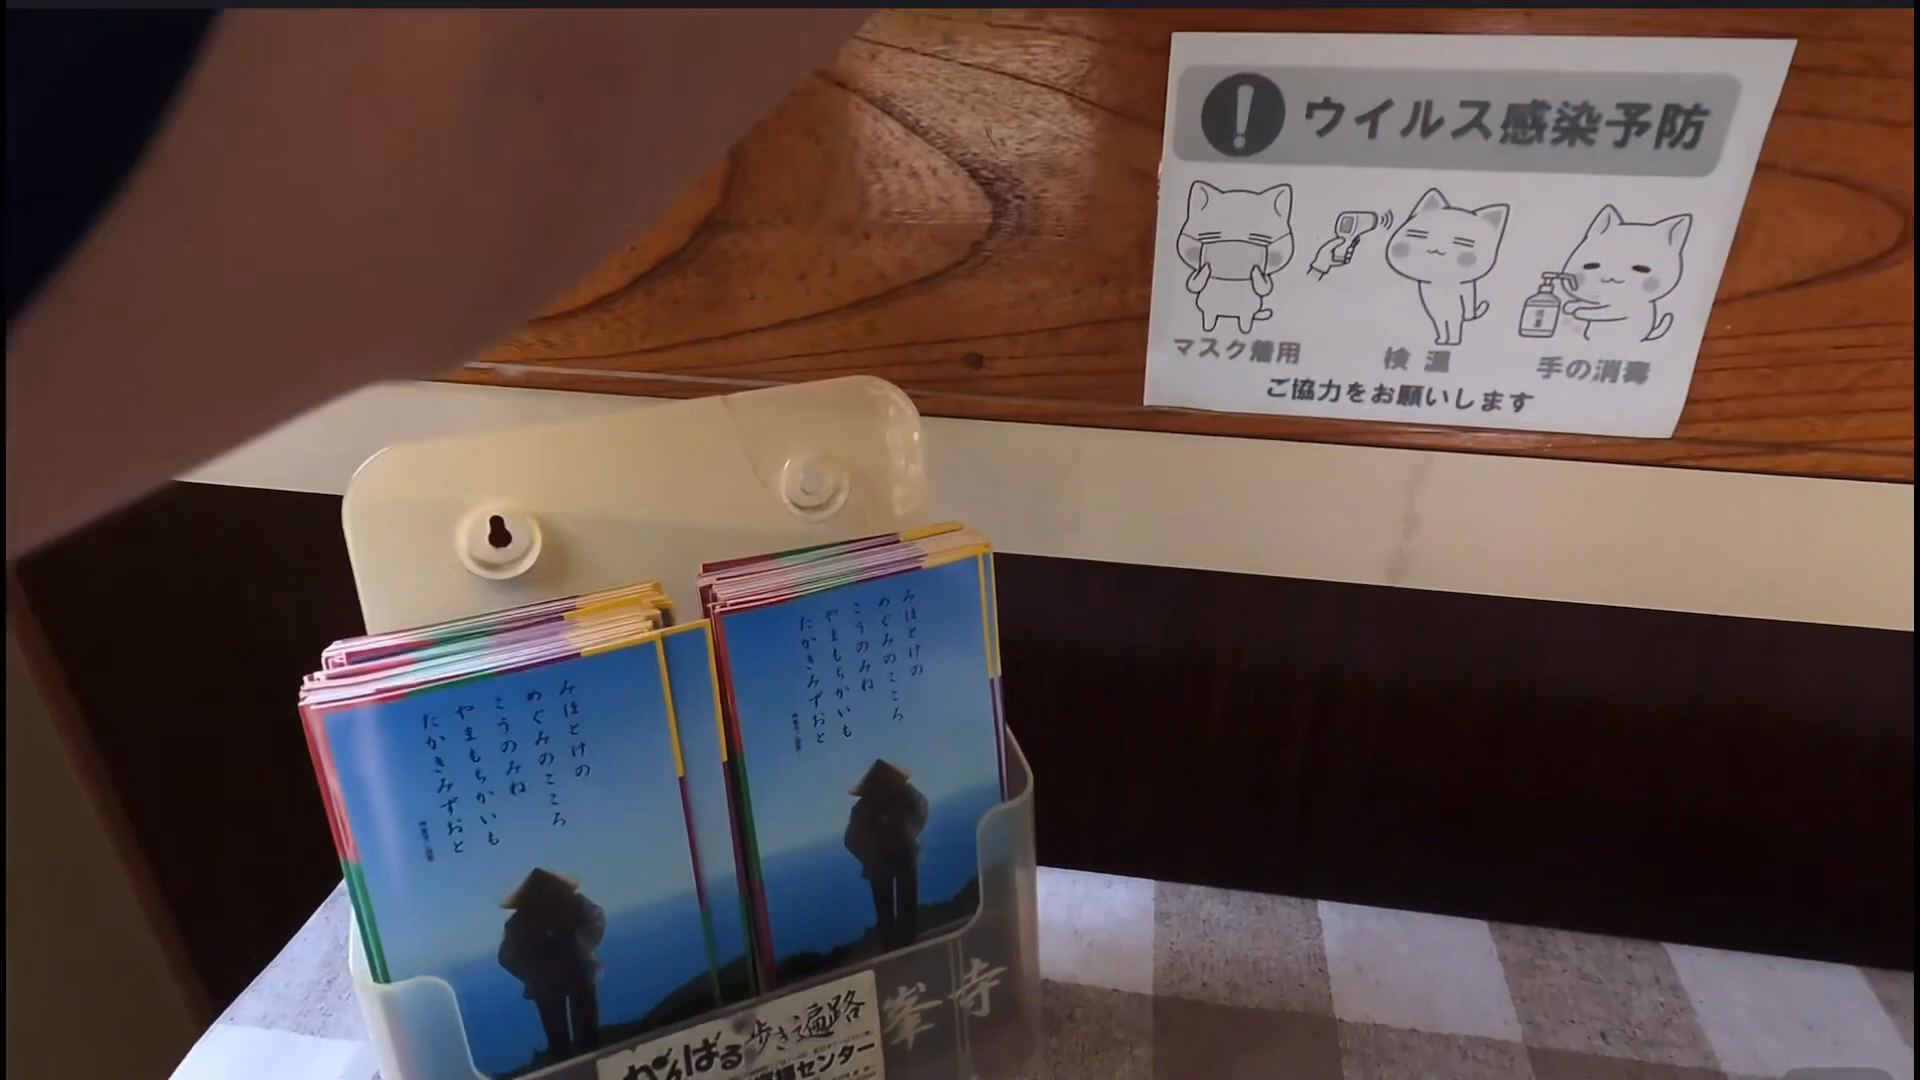 ウイルス感染予防
マスク着用
検温
手の消毒
ご協力をお願いします
みほとけの
めぐみのこころ
こうのみね
やまもちかいも
たかきみずおと
みほとけの
めぐみのこころ
こうのみね
やまもちかいも
たかきみずおと
峯寺
がんばる歩き遍路
センター